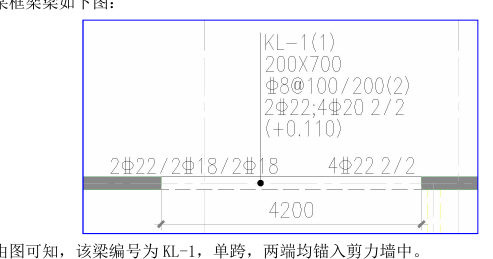 某框架梁梁如下图：
KL-1(1)
200X700
Φ8@100/200(2)
2Φ22;4Φ20 2/2
(+0.110)
2Φ22/2Φ18/2Φ18
4Φ22 2/2
4200
由图可知，该梁编号为 KL-1，单跨，两端均锚入剪力墙中。